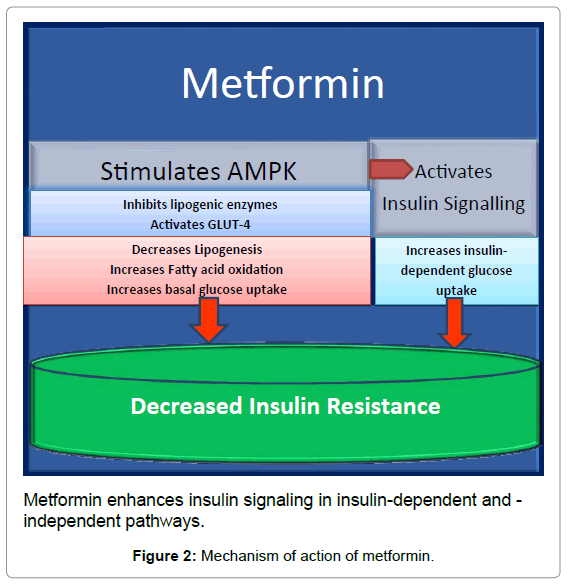 Metformin
Stimulates AMPK
Activates
Insulin Signalling
Inhibits lipogenic enzymes
Activates GLUT-4
Decreases Lipogenesis
Increases Fatty acid oxidation
Increases basal glucose uptake
Increases insulin-
dependent glucose
uptake
Decreased Insulin Resistance
Metformin enhances insulin signaling in insulin-dependent and -
independent pathways.
Figure 2: Mechanism of action of metformin.